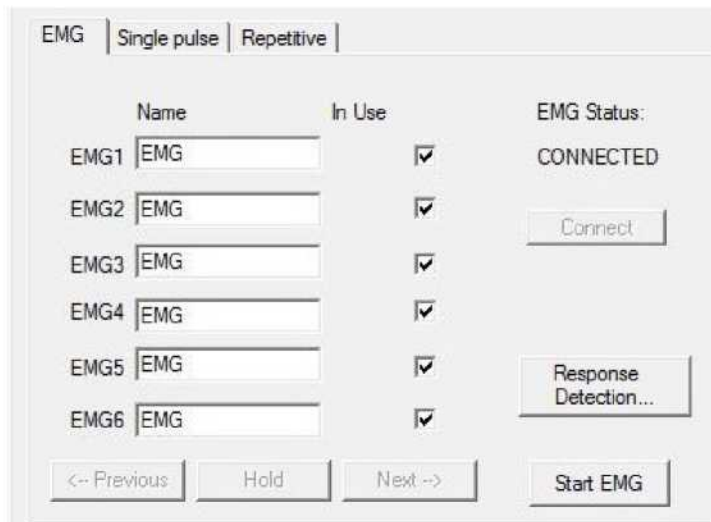 EMG Single pulse Repetitive
Name In Use EMG Status:
EMG1 EMG CONNECTED
EMG2 EMG Connect
EMG3 EMG
EMG4 EMG
EMG5 EMG
Response
Detection...
EMG6 EMG
<-- Previous Hold Next --> Start EMG